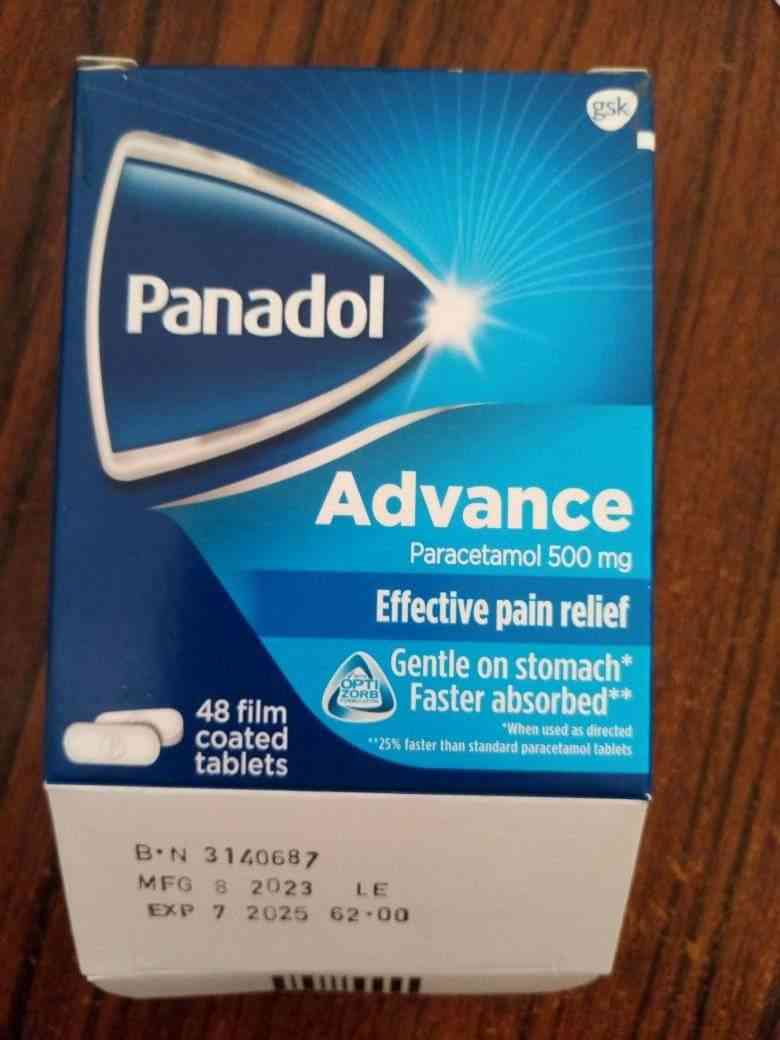 gsk
Panadol
Advance
Paracetamol 500 mg
Effective pain relief
OPTI
ZORB
Gentle on stomach*
Faster absorbed**
*When used as directed
**25% faster than standard paracetamol tablets
48 film
coated
tablets
B·N 3140687
MFG 8 2023 LE
EXP 7 2025 62·00